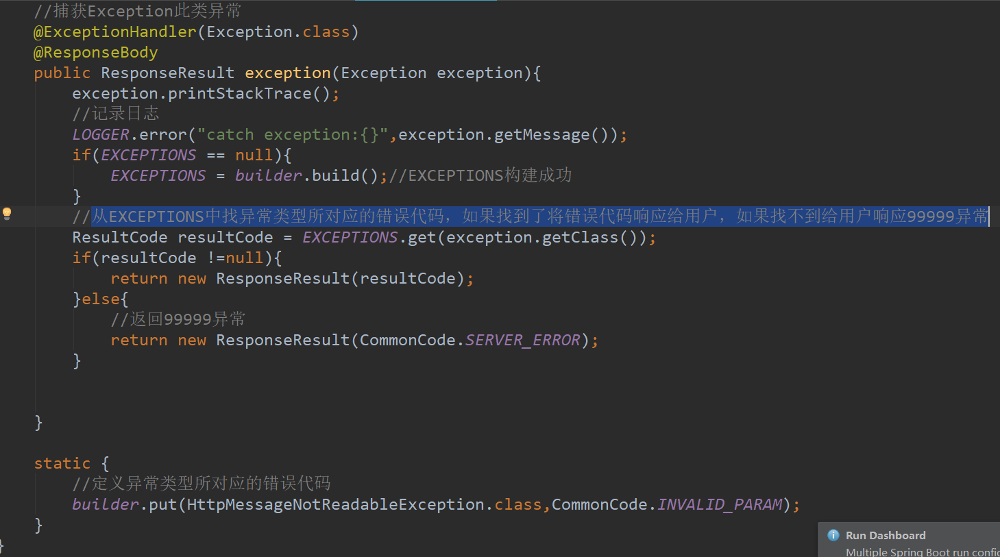 //捕获Exception此类异常
@ExceptionHandler(Exception.class)
@ResponseBody
public ResponseResult exception(Exception exception){
exception.printStackTrace();
//记录日志
LOGGER.error("catch exception:{}",exception.getMessage());
if(EXCEPTIONS == null){
EXCEPTIONS = builder.build();//EXCEPTIONS构建成功
}
//从EXCEPTIONS中找异常类型所对应的错误代码，如果找到了将错误代码响应给用户，如果找不到给用户响应99999异常
ResultCode resultCode = EXCEPTIONS.get(exception.getClass());
if(resultCode !=null){
return new ResponseResult(resultCode);
}else{
//返回99999异常
return new ResponseResult(CommonCode.SERVER_ERROR);
}
}
static {
//定义异常类型所对应的错误代码
builder.put(HttpMessageNotReadableException.class,CommonCode.INVALID_PARAM);
}
}
Run Dashboard
Multiple Spring Boot run config